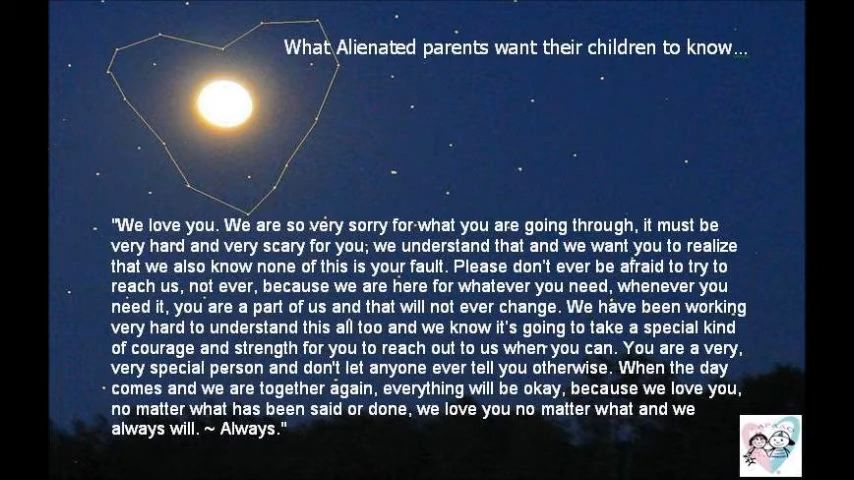 What Alienated parents want their children to know...
"We love you. We are so very sorry for what you are going through, it must be
very hard and very scary for you; we understand that and we want you to realize
that we also know none of this is your fault. Please don't ever be afraid to try to
reach us, not ever, because we are here for whatever you need, whenever you
need it, you are a part of us and that will not ever change. We have been working
very hard to understand this all too and we know it's going to take a special kind
of courage and strength for you to reach out to us when you can. You are a very,
very special person and don't let anyone ever tell you otherwise. When the day
comes and we are together again, everything will be okay, because we love you,
no matter what has been said or done, we love you no matter what and we
always will. ~ Always."